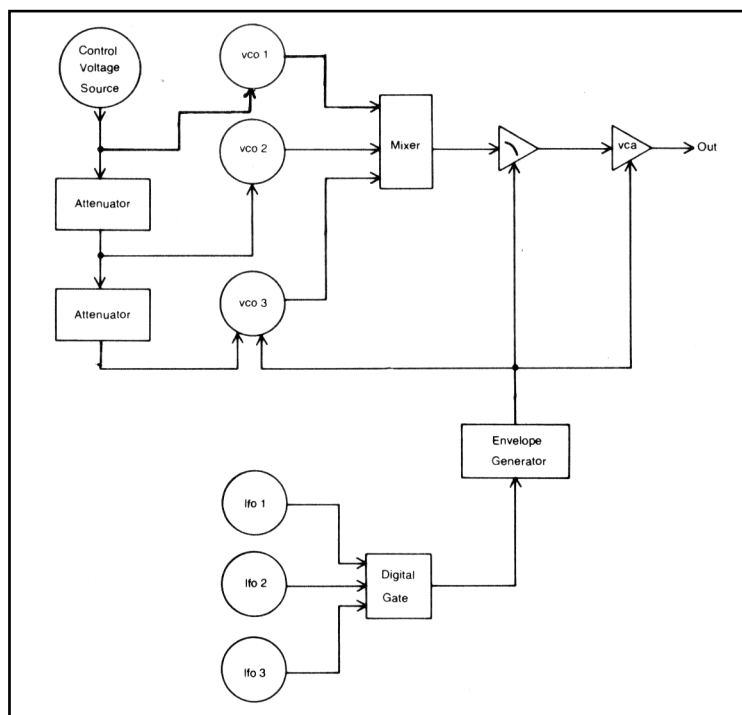 Control
Voltage
Source
vco 1
vco 2
Mixer
vca
Out
Attenuator
Attenuator
vco 3
Envelope
Generator
lfo 1
lfo 2
Digital
Gate
lfo 3